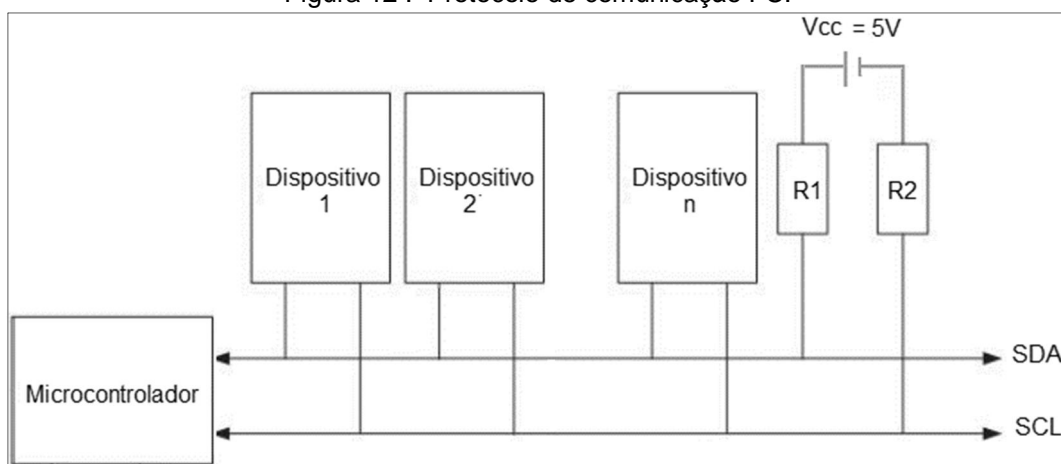 Vcc = 5V
Dispositivo
1
Dispositivo
2
Dispositivo
n
R1
R2
SDA
Microcontrolador
SCL